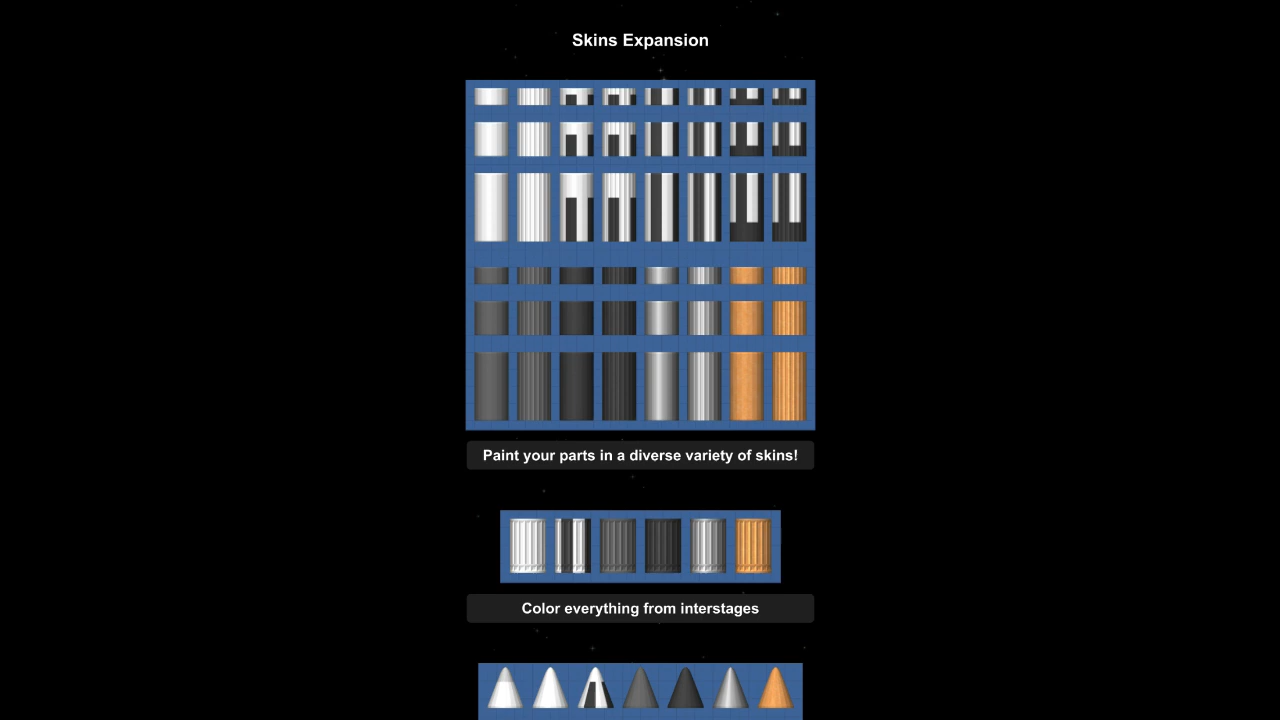 Skins Expansion
Paint your parts in a diverse variety of skins!
Color everything from interstages